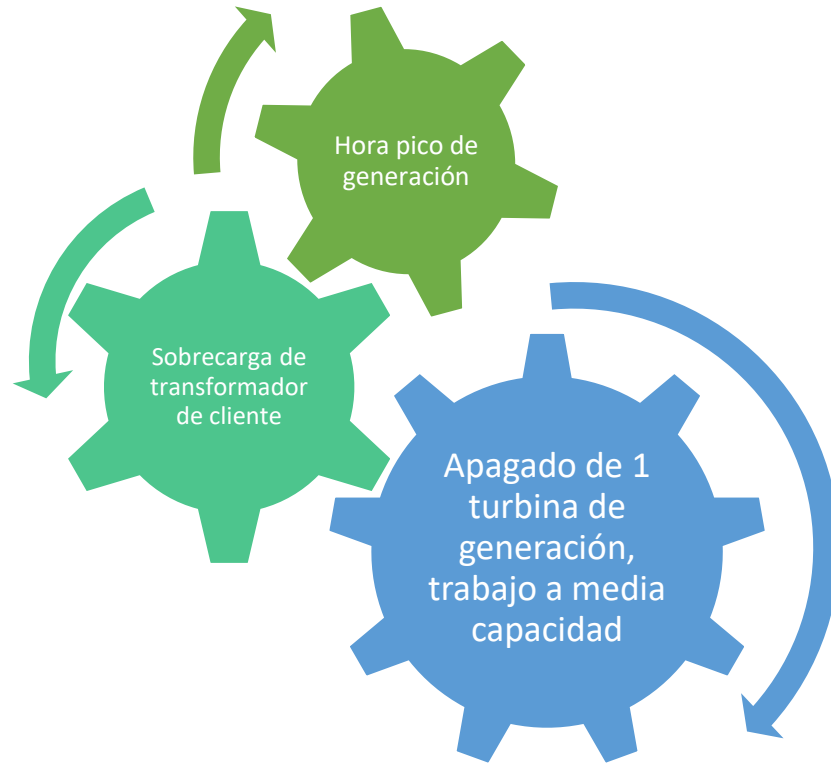 Hora pico de
generación
Sobrecarga de
transformador
de cliente
Apagado de 1
turbina de
generación,
trabajo a media
capacidad